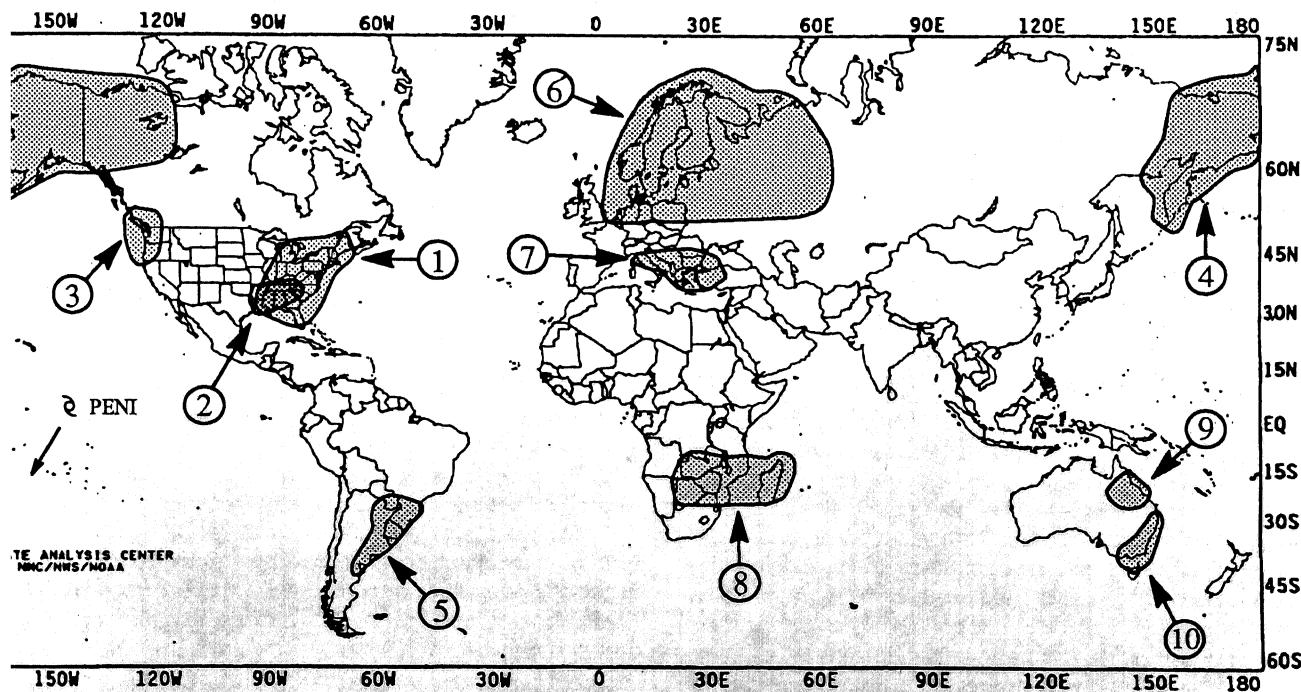 150W 120W 90W 60W 30W 0 30E 60E 90E 120E 150E 180
75N
6
60N
1
7
45N
3
4
30N
2
15N
PENI
EQ
9
15S
30S
TE ANALYSIS CENTER
NMC/NWS/NOAA
8
45S
5
10
60S
150W 120W 90W 60W 30W 0 30E 60E 90E 120E 150E 180